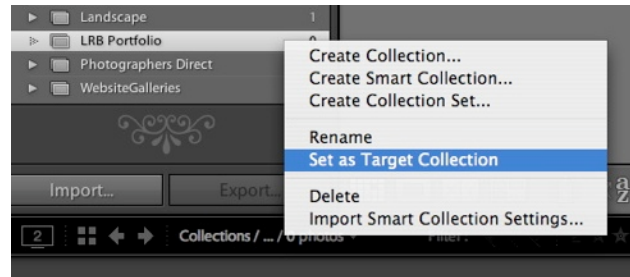 Landscape 1
LRB Portfolio
Photographers Direct
WebsiteGalleries
Create Collection...
Create Smart Collection...
Create Collection Set...
Rename
Set as Target Collection
Delete
Import Smart Collection Settings...
Import...
Export...
a
z
2
Collections / ... / 0 photos
Filter: